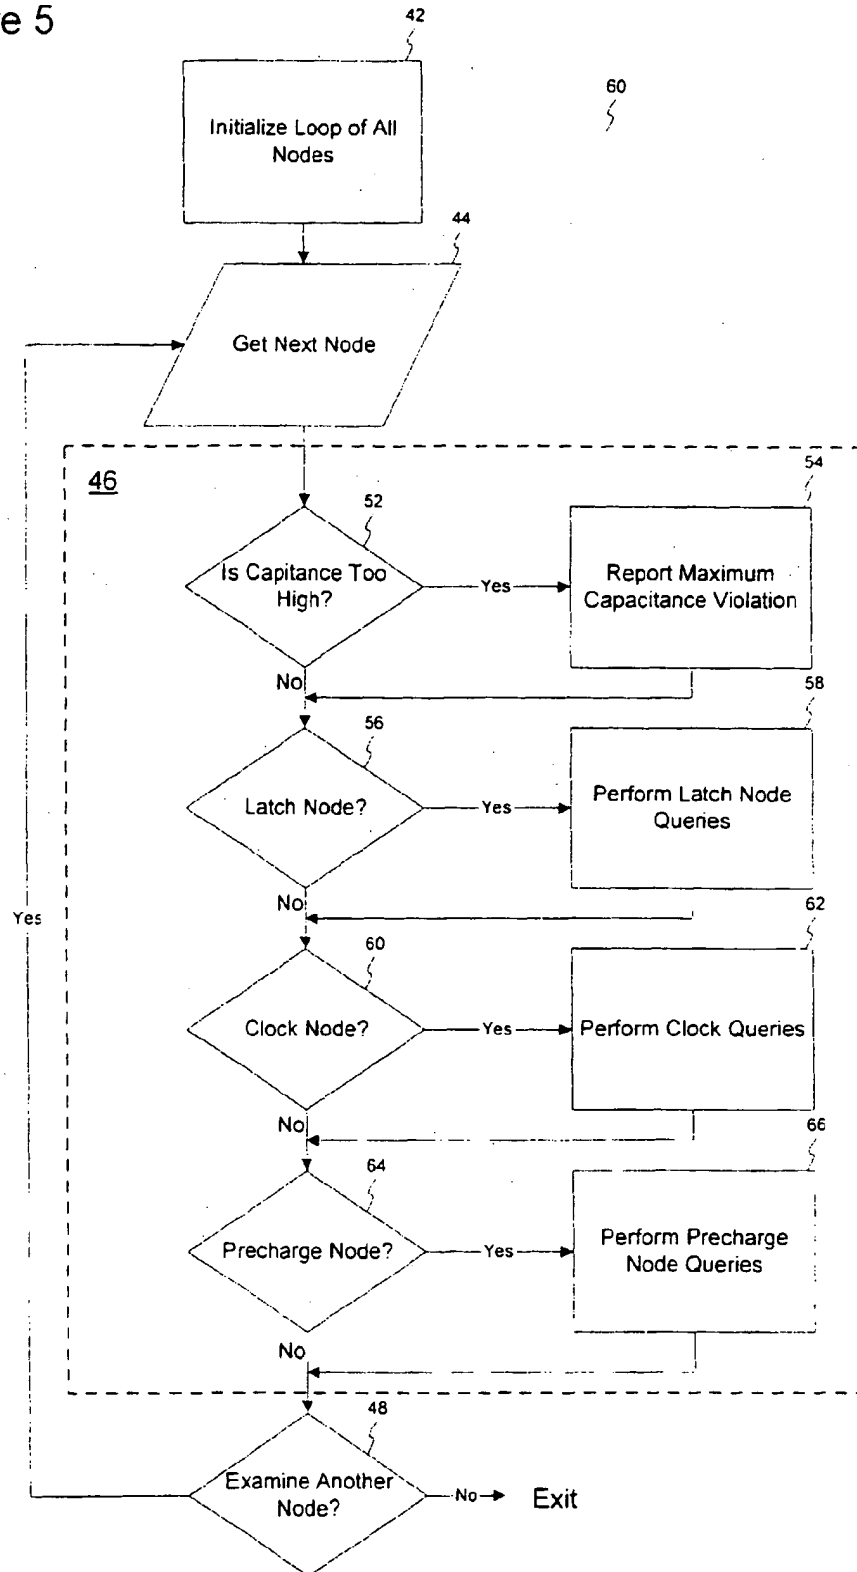 e 5
42
Initialize Loop of All
Nodes
60
44
Get Next Node
46
52
Is Capitance Too
High?
Yes
54
Report Maximum
Capacitance Violation
No
56
Latch Node?
Yes
58
Perform Latch Node
Queries
No
60
Clock Node?
Yes
62
Perform Clock Queries
No
64
Precharge Node?
Yes
66
Perform Precharge
Node Queries
No
Yes
48
Examine Another
Node?
No
Exit